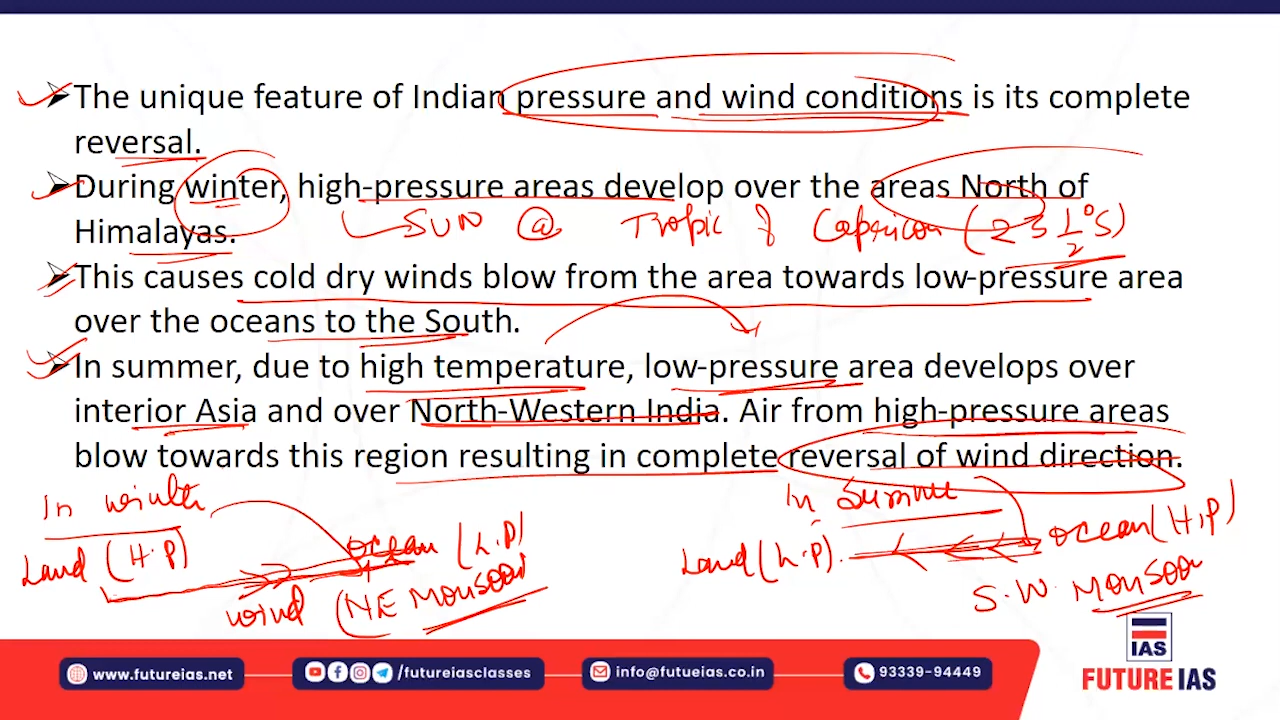 ➢ The unique feature of Indian pressure and wind conditions is its complete
reversal.
➢ During winter, high-pressure areas develop over the areas North of
Himalayas.
SUN @ Tropic of Capricon (23 1/2°S)
➢ This causes cold dry winds blow from the area towards low-pressure area
over the oceans to the South.
➢ In summer, due to high temperature, low-pressure area develops over
interior Asia and over North-Western India. Air from high-pressure areas
blow towards this region resulting in complete reversal of wind direction.
In winter
Land (H.P) ocean (L.P)
wind (NE Monsoon
In Summer
Land (L.P). ocean (H.P)
S.W. Monsoon
IAS
FUTURE IAS
www.futureias.net
/futureiasclasses
info@futueias.co.in
93339-94449